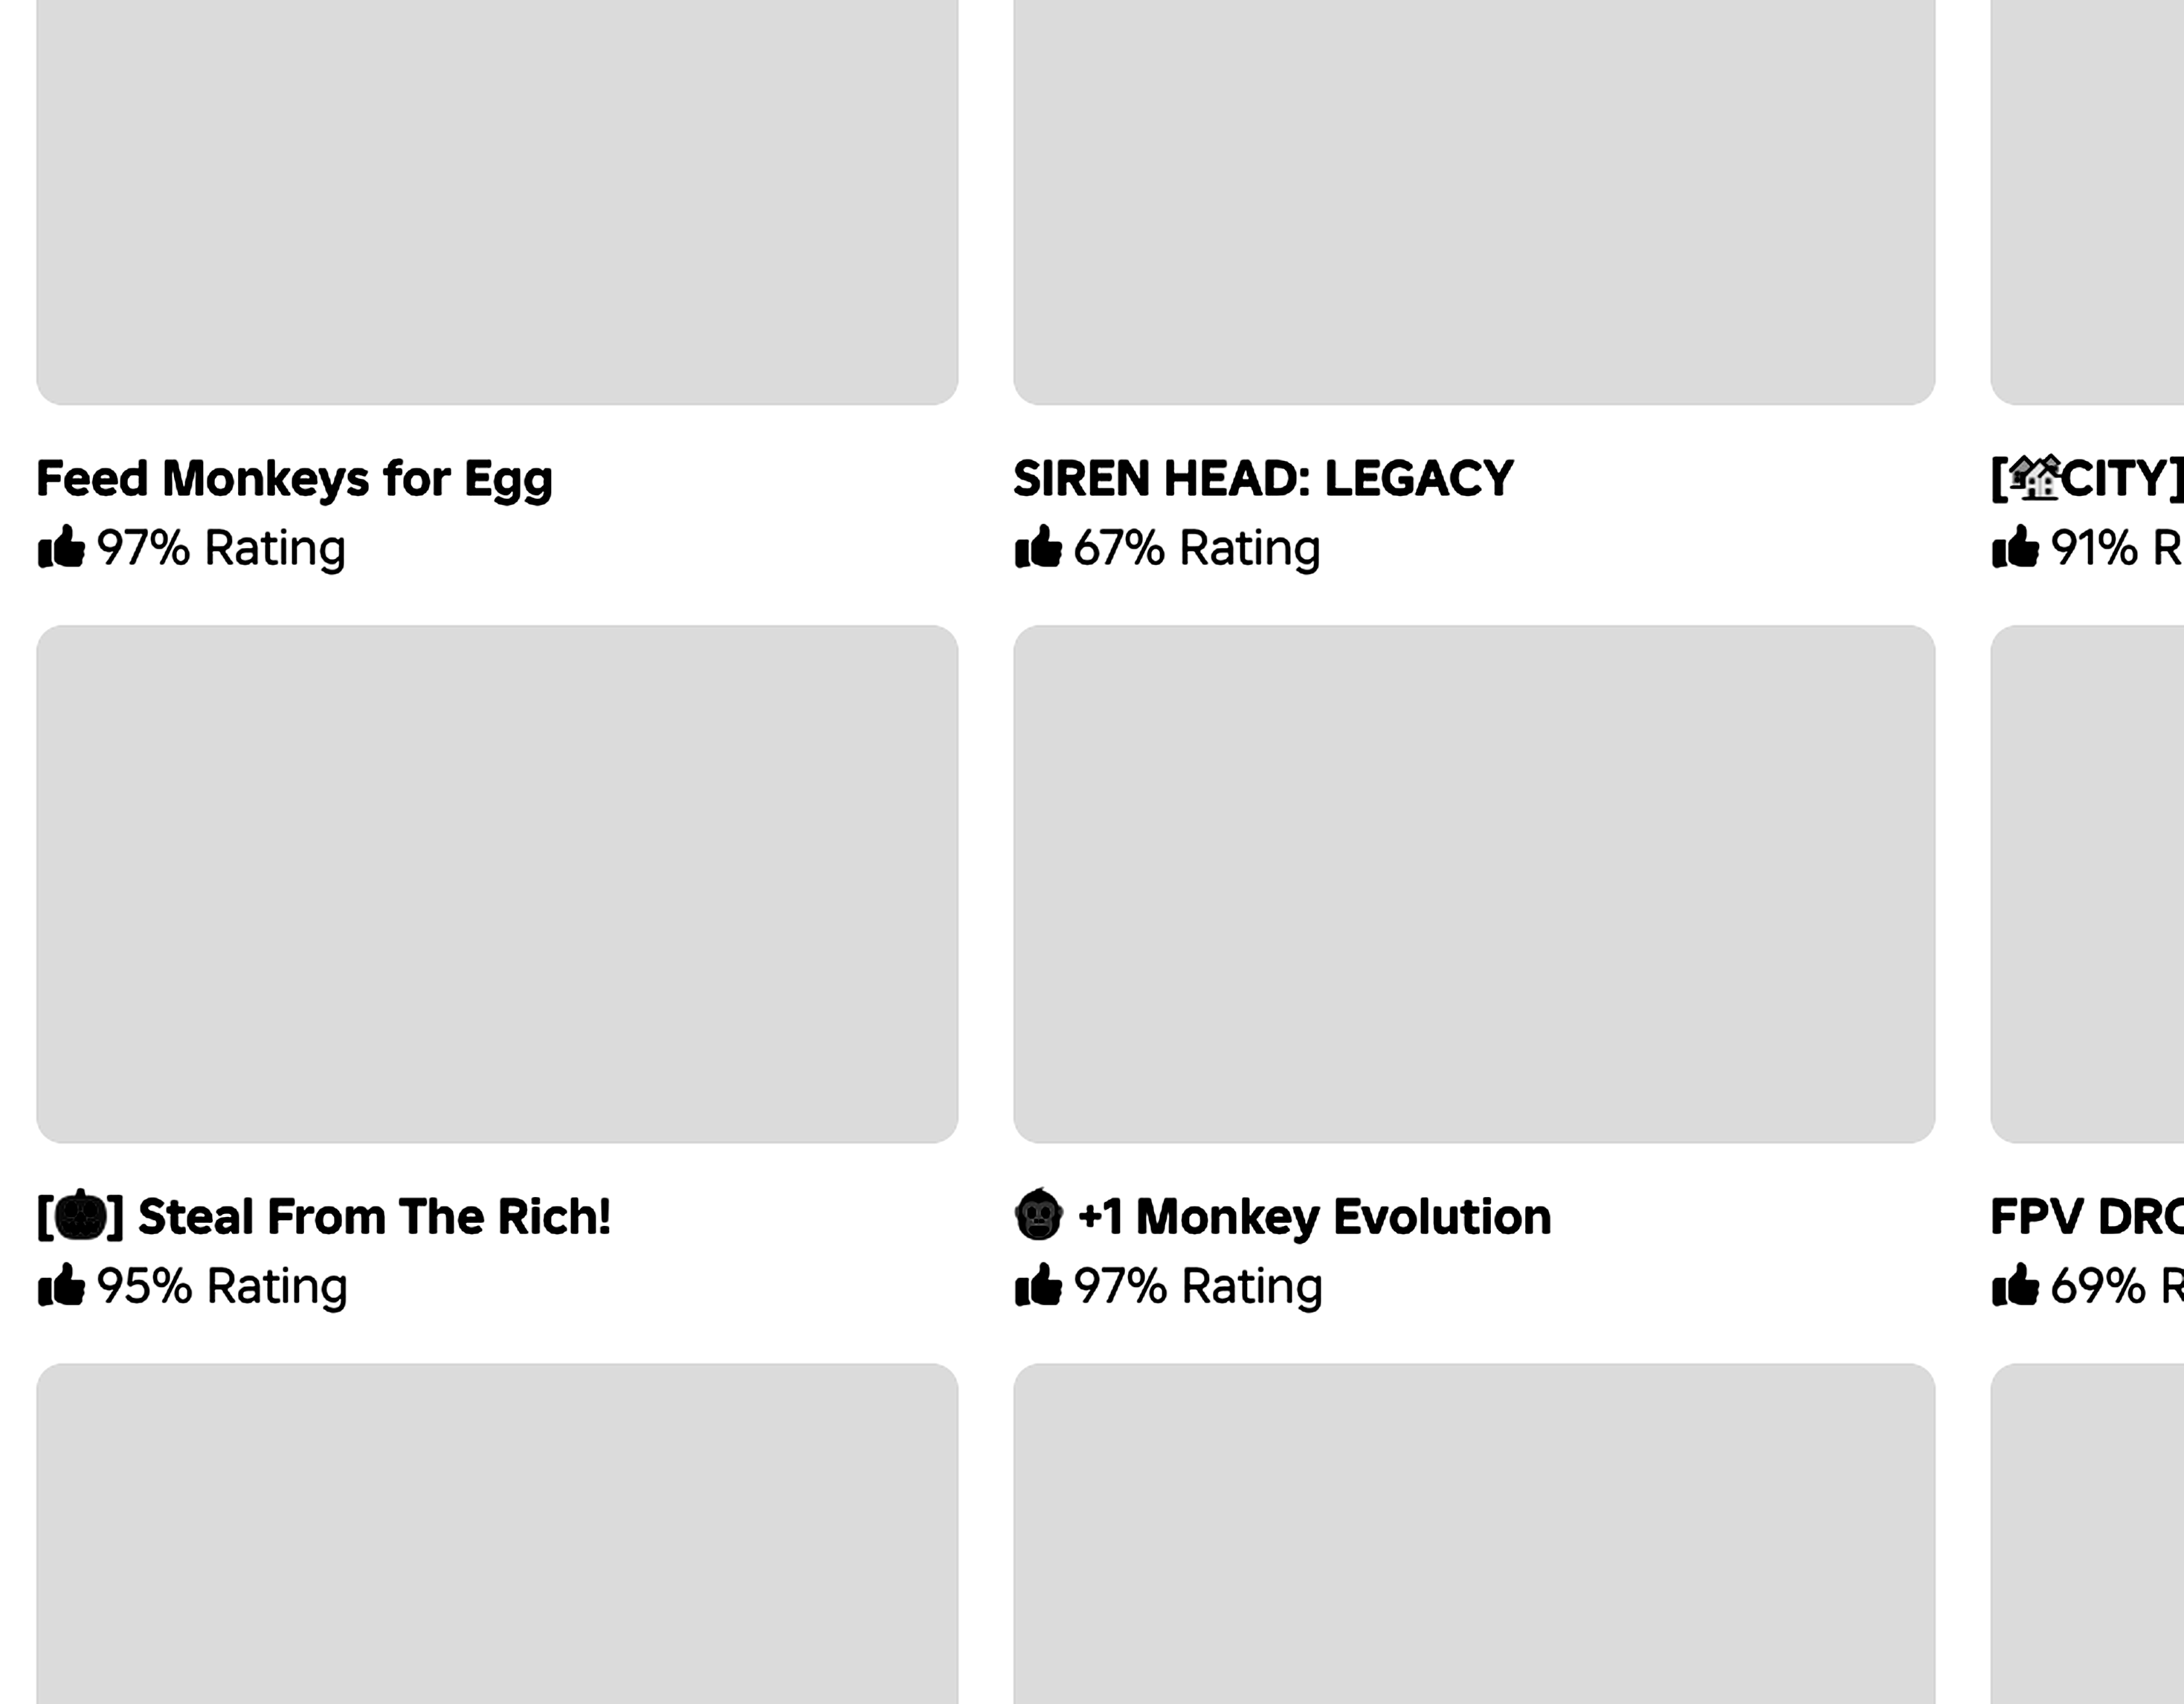 Feed Monkeys for Egg
👍 97% Rating
SIREN HEAD: LEGACY
👍 67% Rating
[🏘️CITY]
👍 91% R
[🎃] Steal From The Rich!
👍 95% Rating
🦍 +1 Monkey Evolution
👍 97% Rating
FPV DRO
👍 69% R